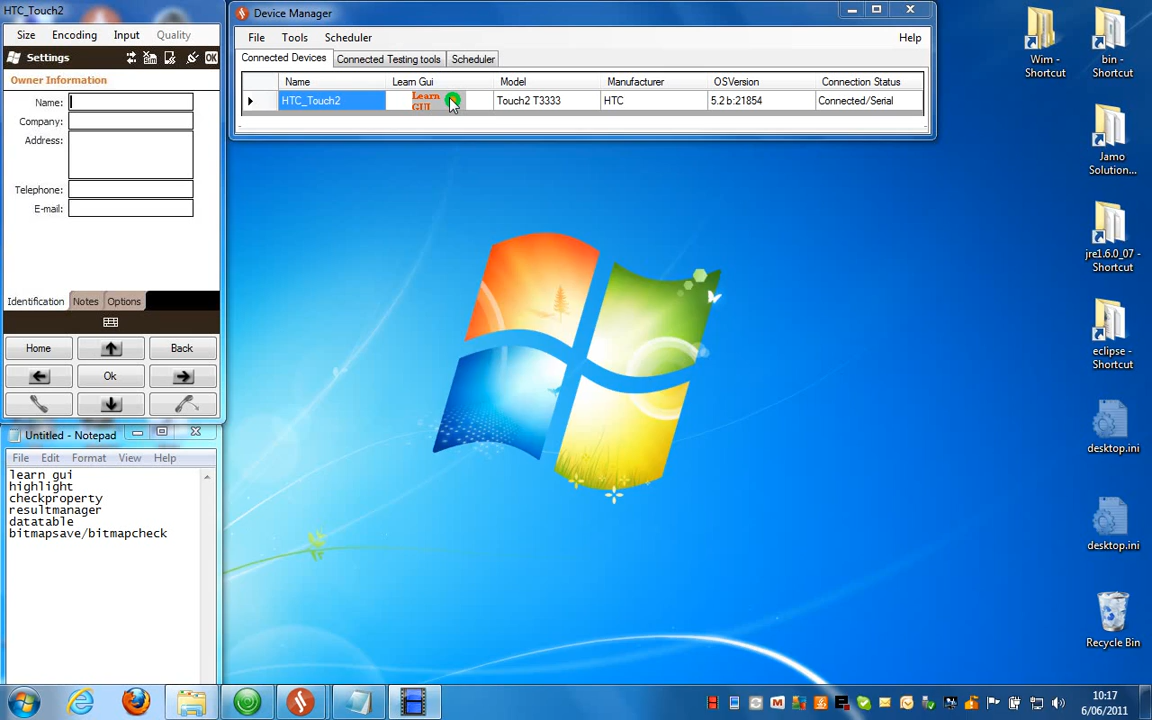 HTC_Touch2
Size Encoding Input Quality
Settings OK
Owner Information
Name:
Company:
Address:
Telephone:
E-mail:
Identification Notes Options
Home Back
Ok
Untitled - Notepad
File Edit Format View Help
learn gui
highlight
checkproperty
resultmanager
datatable
bitmapsave/bitmapcheck
Device Manager
File Tools Scheduler Help
Connected Devices Connected Testing tools Scheduler
Name Learn Gui Model Manufacturer OSVersion Connection Status
HTC_Touch2 Learn GUI Touch2 T3333 HTC 5.2 b:21854 Connected/Serial
Wim - Shortcut
bin - Shortcut
Jamo Solution...
jre1.6.0_07 - Shortcut
eclipse - Shortcut
desktop.ini
desktop.ini
Recycle Bin
10:17
6/06/2011